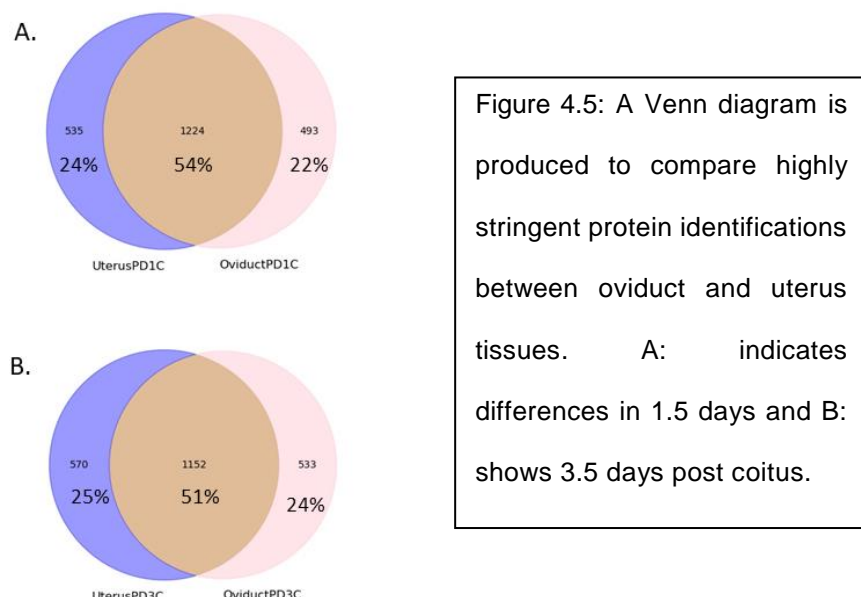 A.
535
1224
493
24%
54%
22%
UterusPD1C
OviductPD1C
B.
570
1152
533
25%
51%
24%
UterusPD3C
OviductPD3C
Figure 4.5: A Venn diagram is
produced to compare highly
stringent protein identifications
between oviduct and uterus
tissues. A: indicates
differences in 1.5 days and B:
shows 3.5 days post coitus.